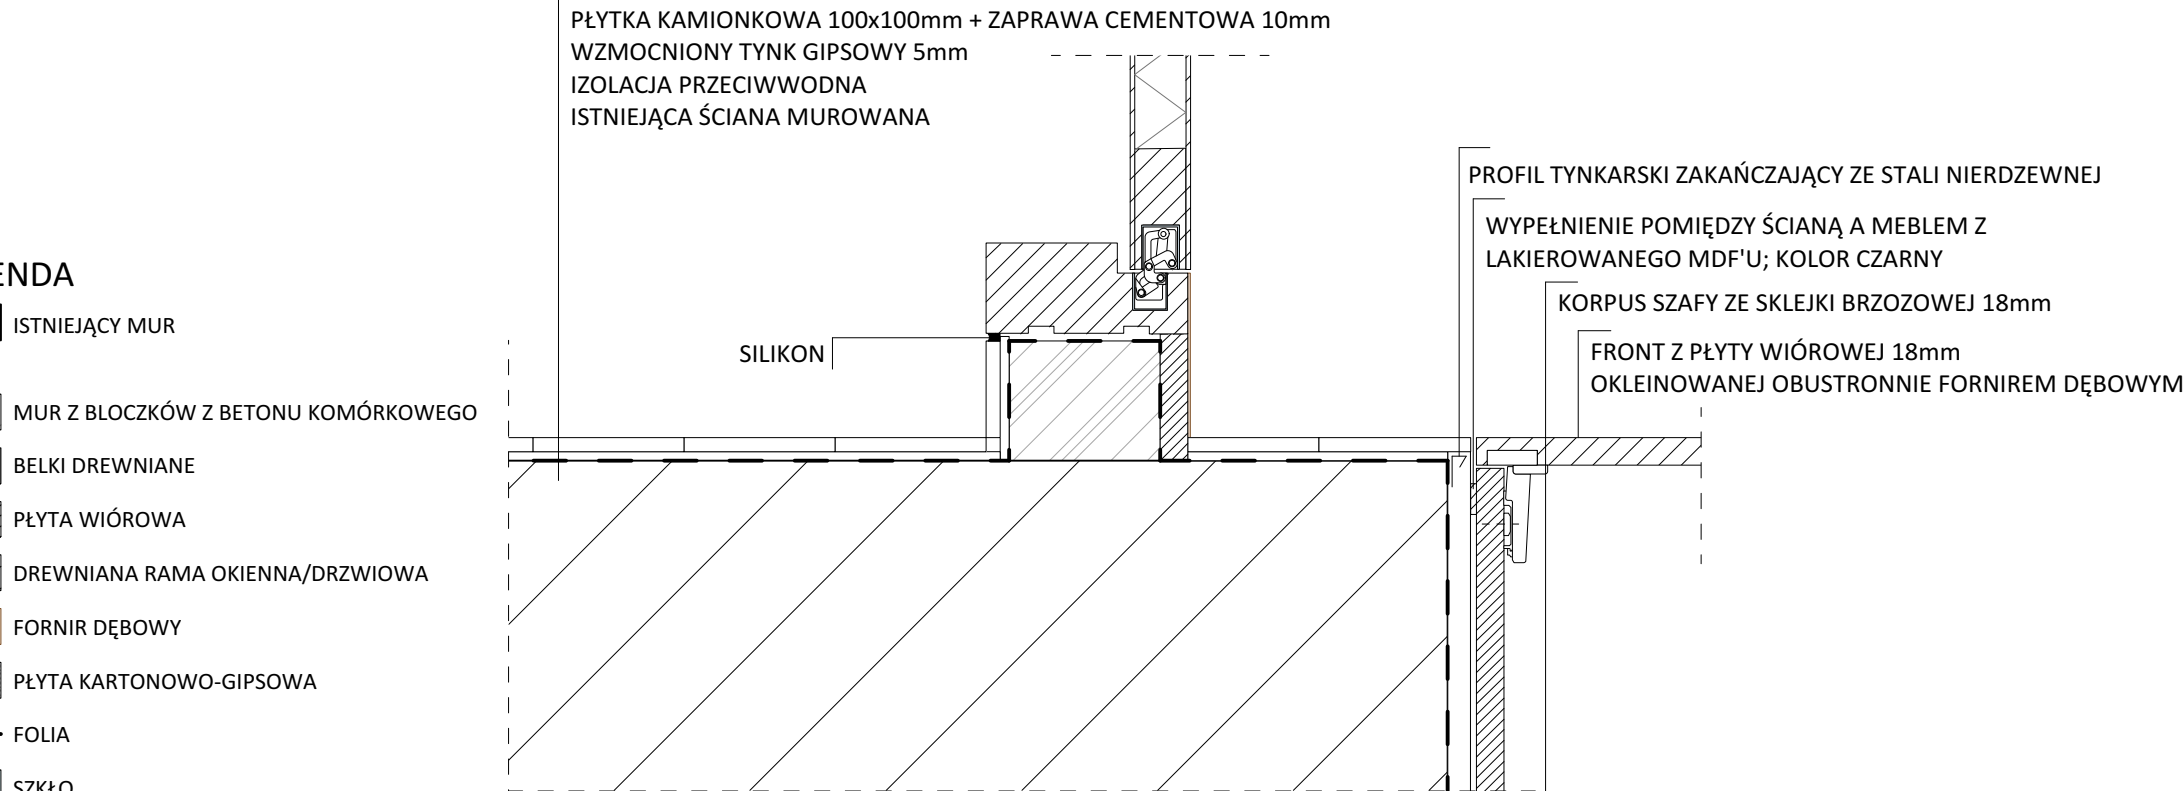 PŁYTKA KAMIONKOWA 100x100mm + ZAPRAWA CEMENTOWA 10mm
WZMOCNIONY TYNK GIPSOWY 5mm
IZOLACJA PRZECIWWODNA
ISTNIEJĄCA ŚCIANA MUROWANA
PROFIL TYNKARSKI ZAKAŃCZAJĄCY ZE STALI NIERDZEWNEJ
WYPEŁNIENIE POMIĘDZY ŚCIANĄ A MEBLEM Z
LAKIEROWANEGO MDF'U; KOLOR CZARNY
KORPUS SZAFY ZE SKLEJKI BRZOZOWEJ 18mm
FRONT Z PŁYTY WIÓROWEJ 18mm
OKLEINOWANEJ OBUSTRONNIE FORNIREM DĘBOWYM
SILIKON
ENDA
ISTNIEJĄCY MUR
MUR Z BLOCZKÓW Z BETONU KOMÓRKOWEGO
BELKI DREWNIANE
PŁYTA WIÓROWA
DREWNIANA RAMA OKIENNA/DRZWIOWA
FORNIR DĘBOWY
PŁYTA KARTONOWO-GIPSOWA
FOLIA
SZKŁO